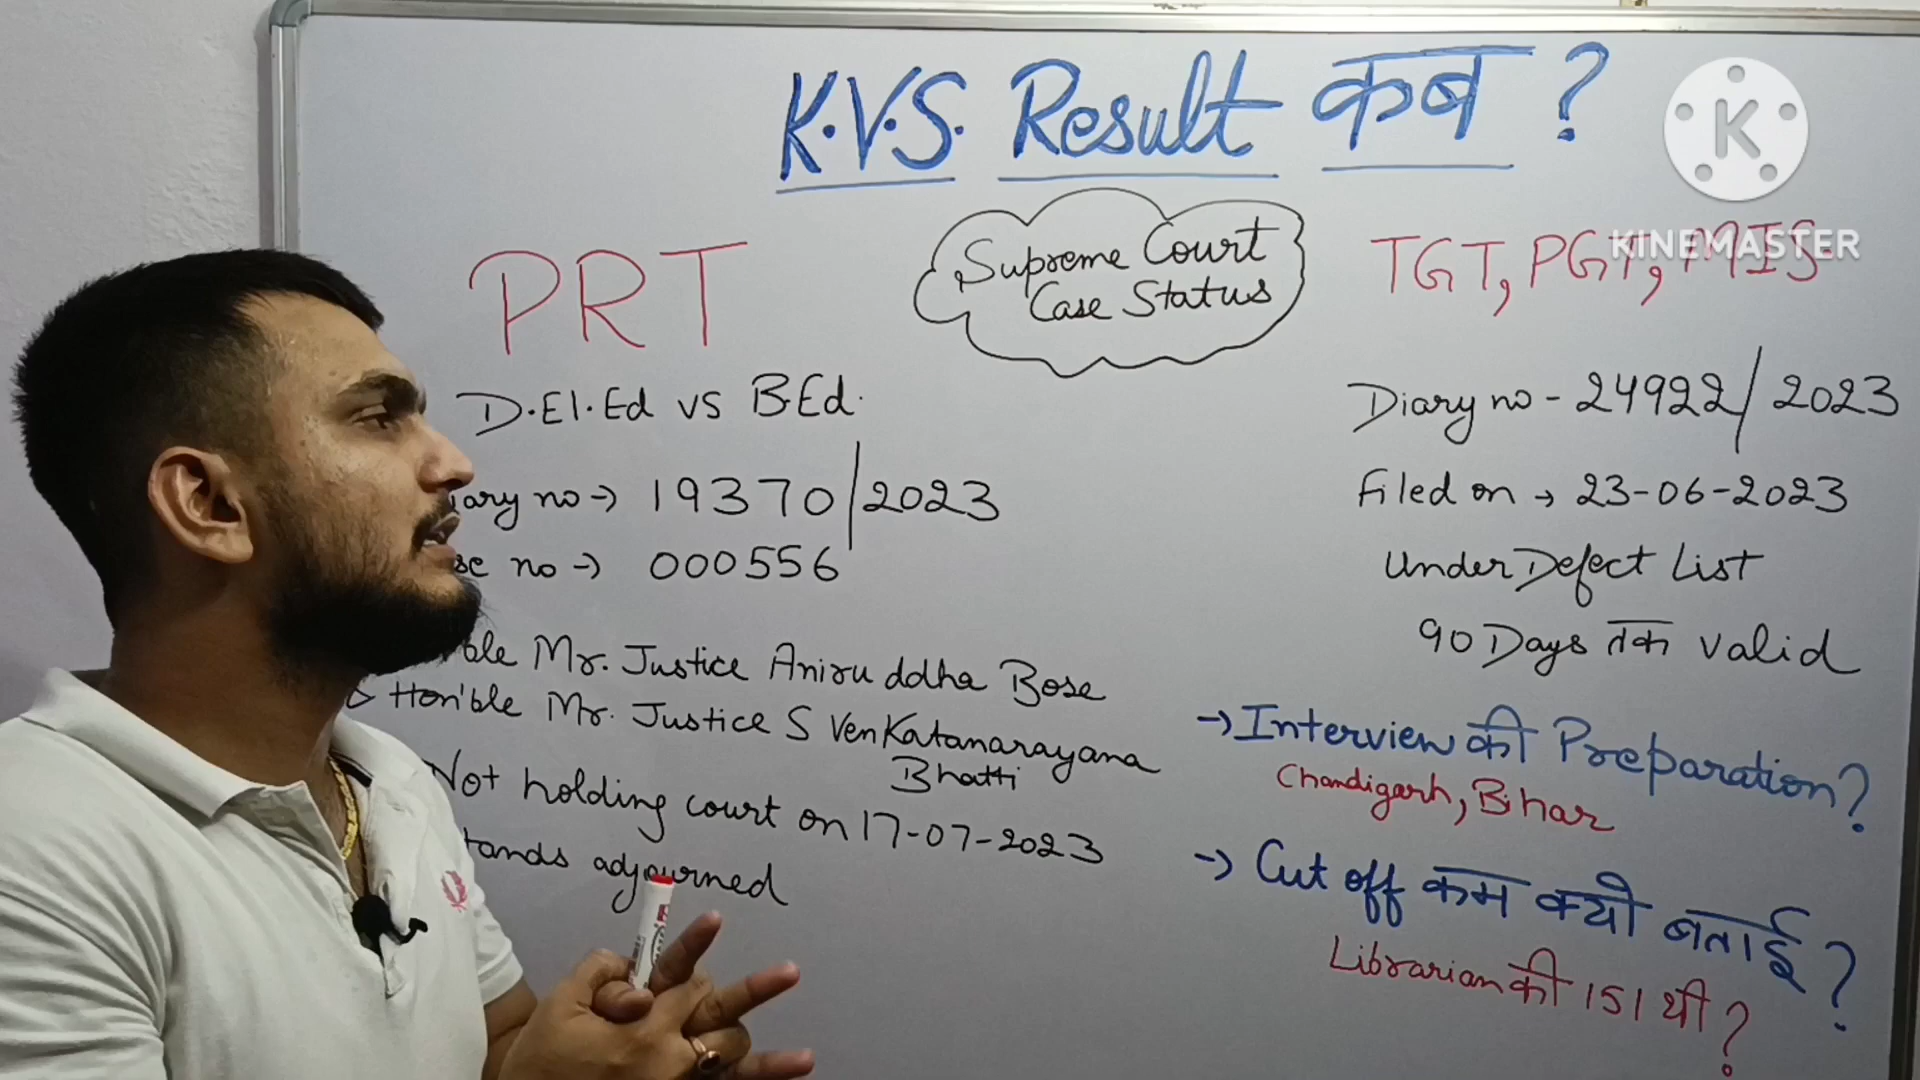 K.V.S. Result कब ?
K
KINEMASTER
Supreme Court
Case Status
PRT
D.El.Ed vs B.Ed.
iary no → 19370/2023
se no → 000556
ble Mr. Justice Aniruddha Bose
Hon'ble Mr. Justice S Venkatanarayana
Bhatti
Not holding court on 17-07-2023
tands adjourned
TGT, PGT, MIS.
Diary no - 24922/2023
Filed on → 23-06-2023
Under Defect List
90 Days तक valid
→ Interview की Preparation?
Chandigarh, Bihar
→ Cut off कम क्यो बताई ?
Librarian की 151 थी ?